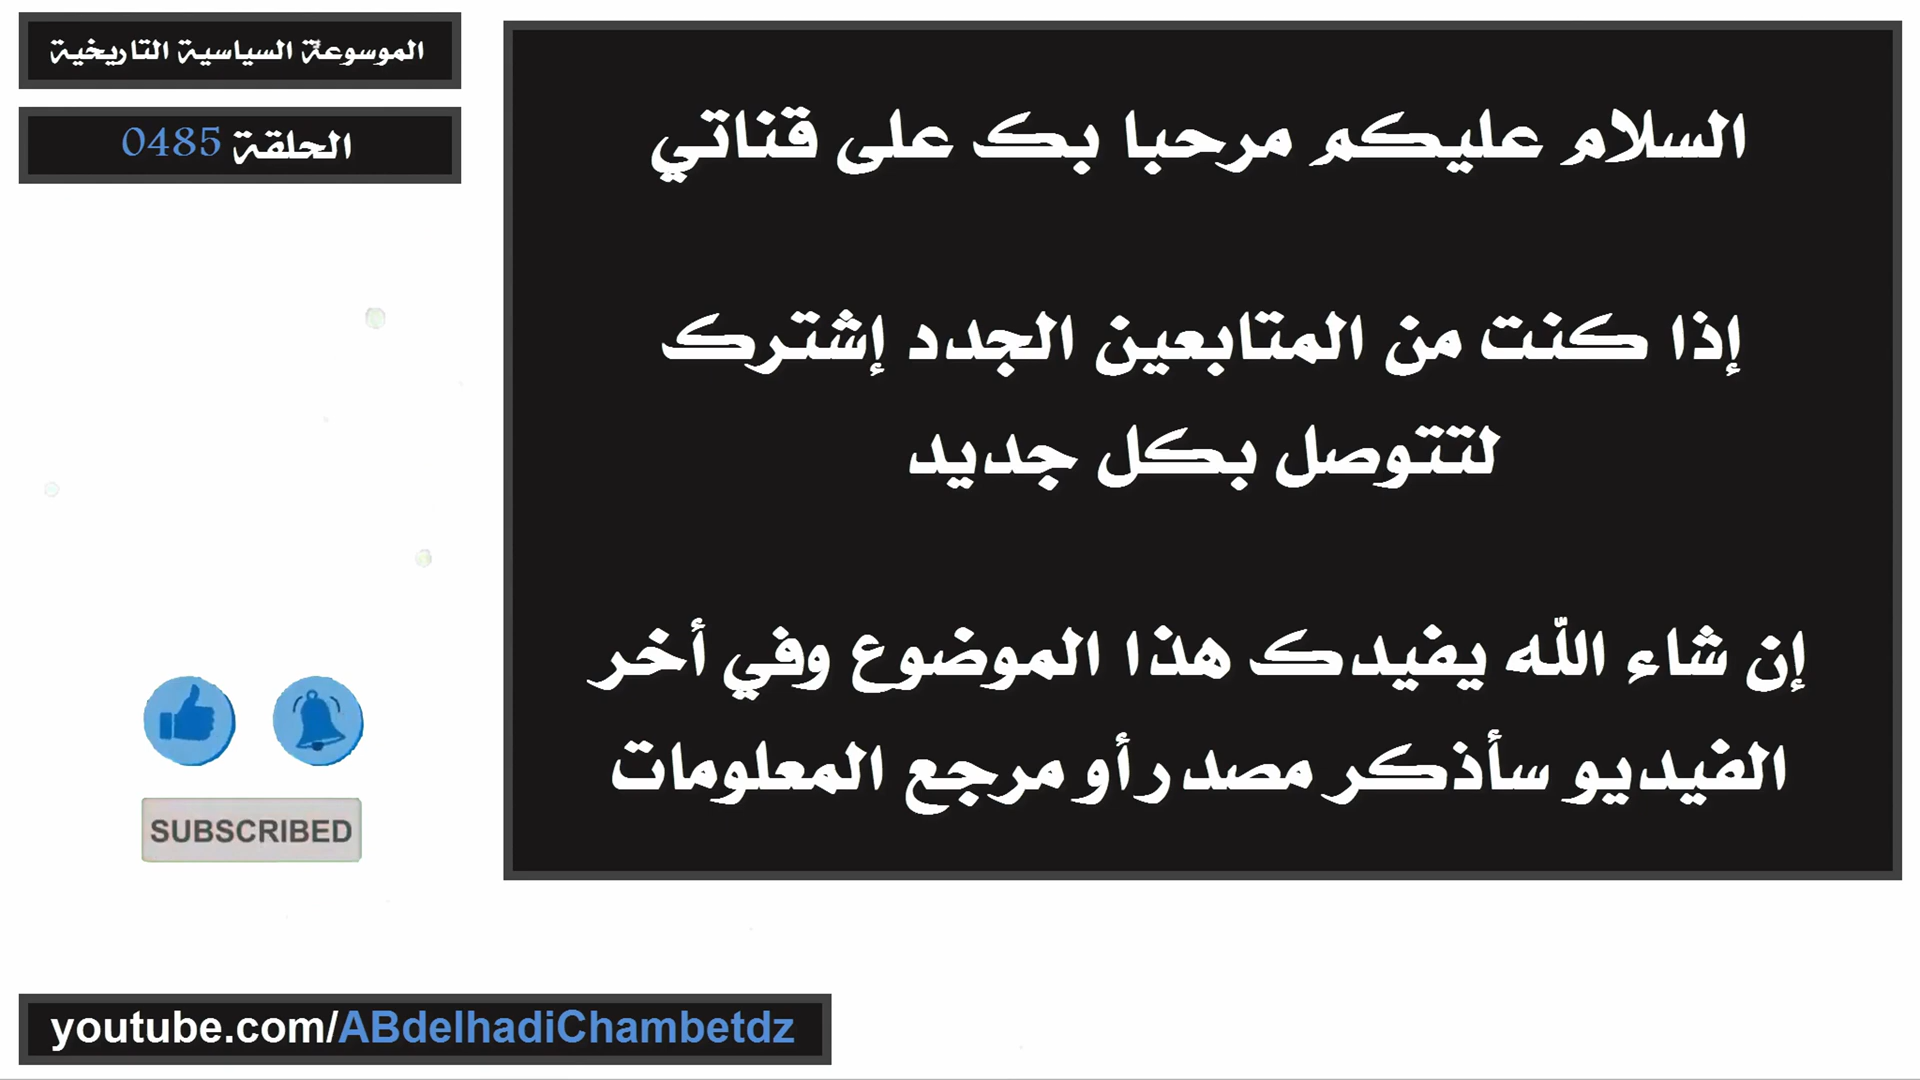 الموسوعة السياسية التاريخية
الحلقة 0485
السلام عليكم مرحبا بك على قناتي
إذا كنت من المتابعين الجدد إشترك
لتتوصل بكل جديد
إن شاء الله يفيدك هذا الموضوع وفي أخر
الفيديو سأذكر مصدر أو مرجع المعلومات
SUBSCRIBED
youtube.com/ABdelhadiChambetdz